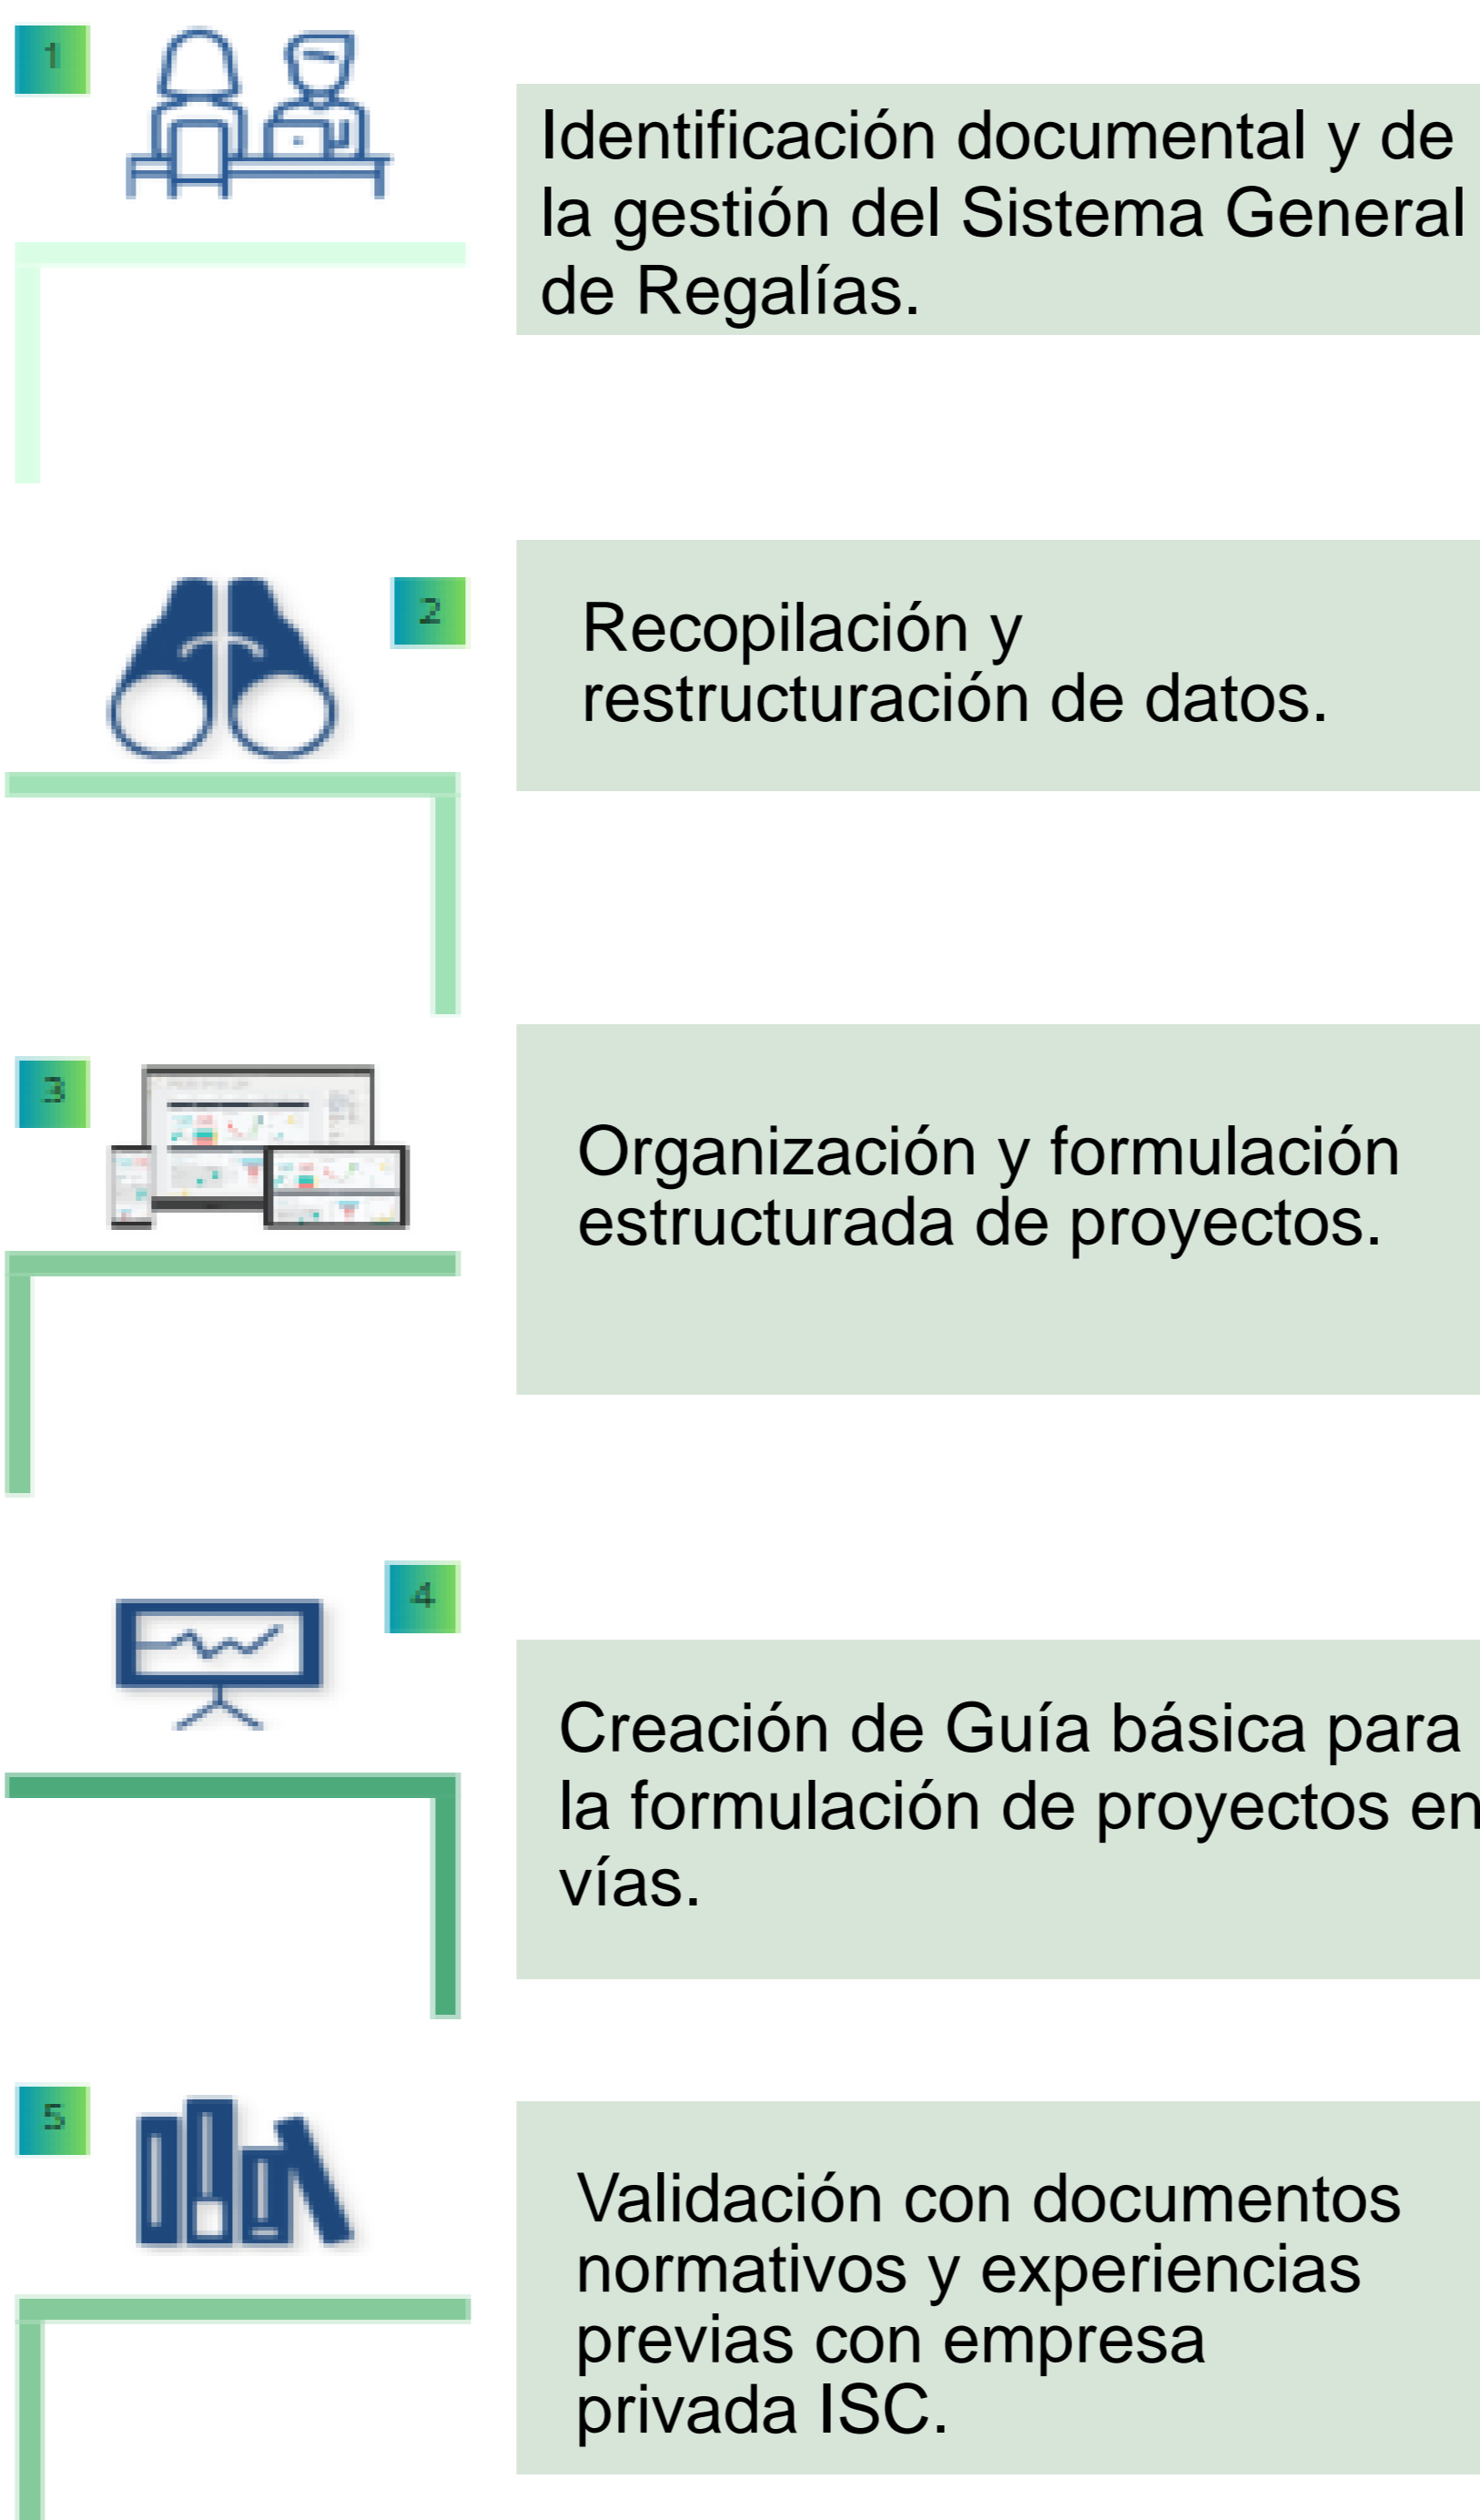 1
Identificación documental y de
la gestión del Sistema General
de Regalías.
2
Recopilación y
restructuración de datos.
3
Organización y formulación
estructurada de proyectos.
4
Creación de Guía básica para
la formulación de proyectos en
vías.
5
Validación con documentos
normativos y experiencias
previas con empresa
privada ISC.